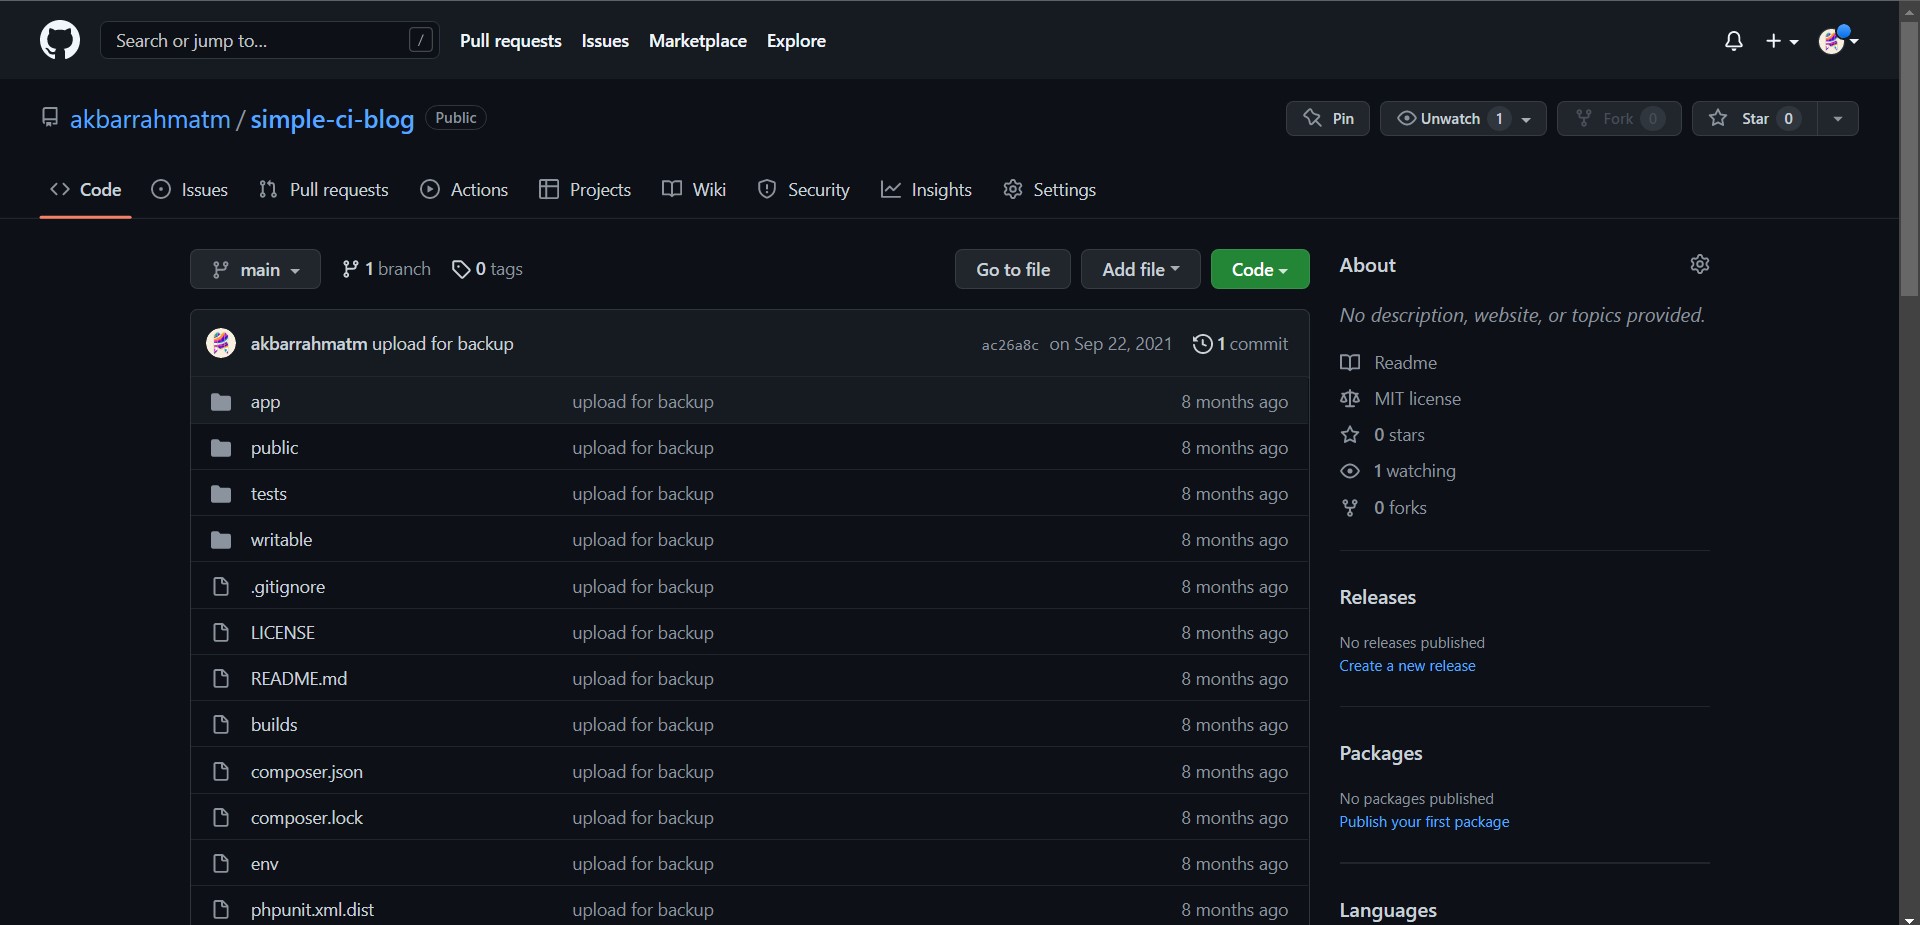 Search or jump to... / Pull requests Issues Marketplace Explore
akbarrahmatm / simple-ci-blog Public Pin Unwatch 1 Fork 0 Star 0
Code Issues Pull requests Actions Projects Wiki Security Insights Settings
main 1 branch 0 tags Go to file Add file Code
akbarrahmatm upload for backup ac26a8c on Sep 22, 2021 1 commit
app upload for backup 8 months ago
public upload for backup 8 months ago
tests upload for backup 8 months ago
writable upload for backup 8 months ago
.gitignore upload for backup 8 months ago
LICENSE upload for backup 8 months ago
README.md upload for backup 8 months ago
builds upload for backup 8 months ago
composer.json upload for backup 8 months ago
composer.lock upload for backup 8 months ago
env upload for backup 8 months ago
phpunit.xml.dist upload for backup 8 months ago
About
No description, website, or topics provided.
Readme
MIT license
0 stars
1 watching
0 forks
Releases
No releases published
Create a new release
Packages
No packages published
Publish your first package
Languages